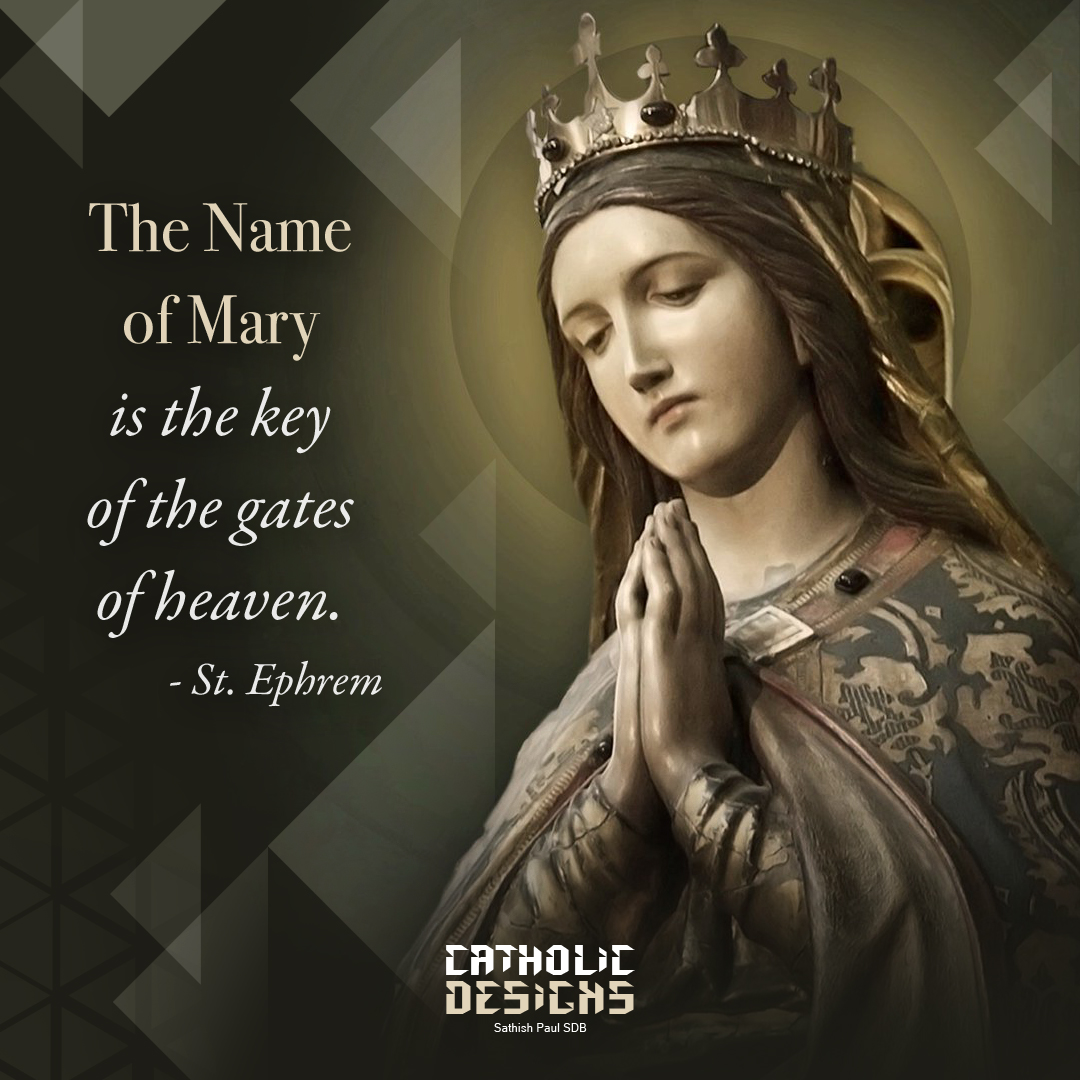 The Name
of Mary
is the key
of the gates
of heaven.
- St. Ephrem
CATHOLIC
DESIGNS
Sathish Paul SDB